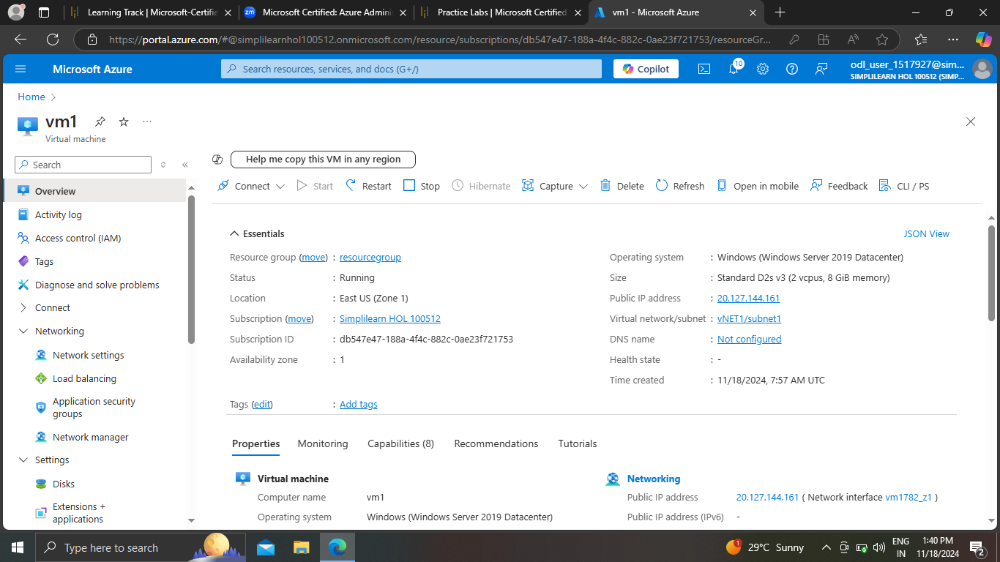 Learning Track | Microsoft-Certifie
Microsoft Certified: Azure Admini
Practice Labs | Microsoft Certified
vm1 - Microsoft Azure
https://portal.azure.com/#@simplilearnhol100512.onmicrosoft.com/resource/subscriptions/db547e47-188a-4f4c-882c-0ae23f721753/resourceGr...
Microsoft Azure
Search resources, services, and docs (G+/)
Copilot
10
odl_user_1517927@sim...
SIMPLILEARN HOL 100512 (SIMP...
Home
vm1
Virtual machine
Search
Help me copy this VM in any region
Connect Start Restart Stop Hibernate Capture Delete Refresh Open in mobile Feedback CLI / PS
Overview
Activity log
Access control (IAM)
Tags
Diagnose and solve problems
Connect
Networking
Network settings
Load balancing
Application security
groups
Network manager
Settings
Disks
Extensions +
applications
Essentials
JSON View
Resource group (move) : resourcegroup
Status : Running
Location : East US (Zone 1)
Subscription (move) : Simplilearn HOL 100512
Subscription ID : db547e47-188a-4f4c-882c-0ae23f721753
Availability zone : 1
Operating system : Windows (Windows Server 2019 Datacenter)
Size : Standard D2s v3 (2 vcpus, 8 GiB memory)
Public IP address : 20.127.144.161
Virtual network/subnet : vNET1/subnet1
DNS name : Not configured
Health state : -
Time created : 11/18/2024, 7:57 AM UTC
Tags (edit) : Add tags
Properties Monitoring Capabilities (8) Recommendations Tutorials
Virtual machine
Computer name vm1
Operating system Windows (Windows Server 2019 Datacenter)
Networking
Public IP address 20.127.144.161 ( Network interface vm1782_z1 )
Public IP address (IPv6) -
Type here to search
1
29°C Sunny
ENG
IN
1:40 PM
11/18/2024
2